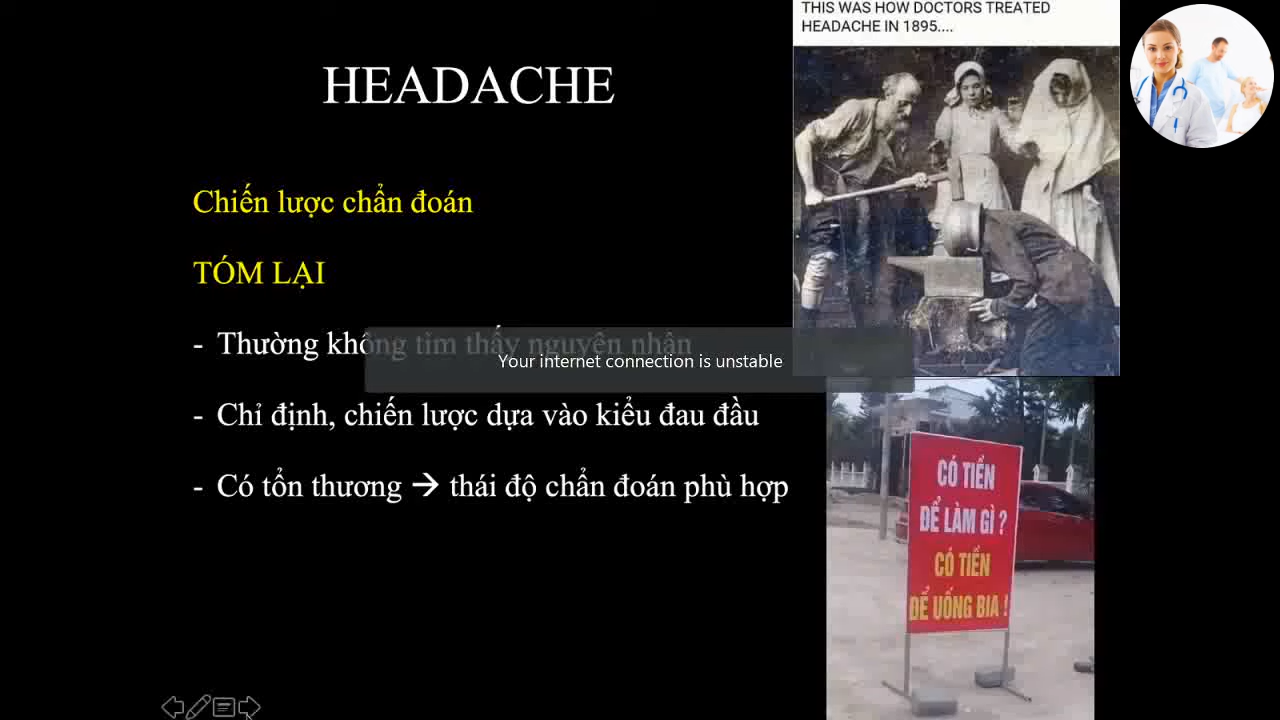 THIS WAS HOW DOCTORS TREATED
HEADACHE IN 1895....
HEADACHE
Chiến lược chẩn đoán
TÓM LẠI
- Thường không tìm thấy nguyên nhân
Your internet connection is unstable
- Chỉ định, chiến lược dựa vào kiểu đau đầu
- Có tổn thương → thái độ chẩn đoán phù hợp
CÓ TIỀN
ĐỂ LÀM GÌ ?
CÓ TIỀN
ĐỂ UỐNG BIA !